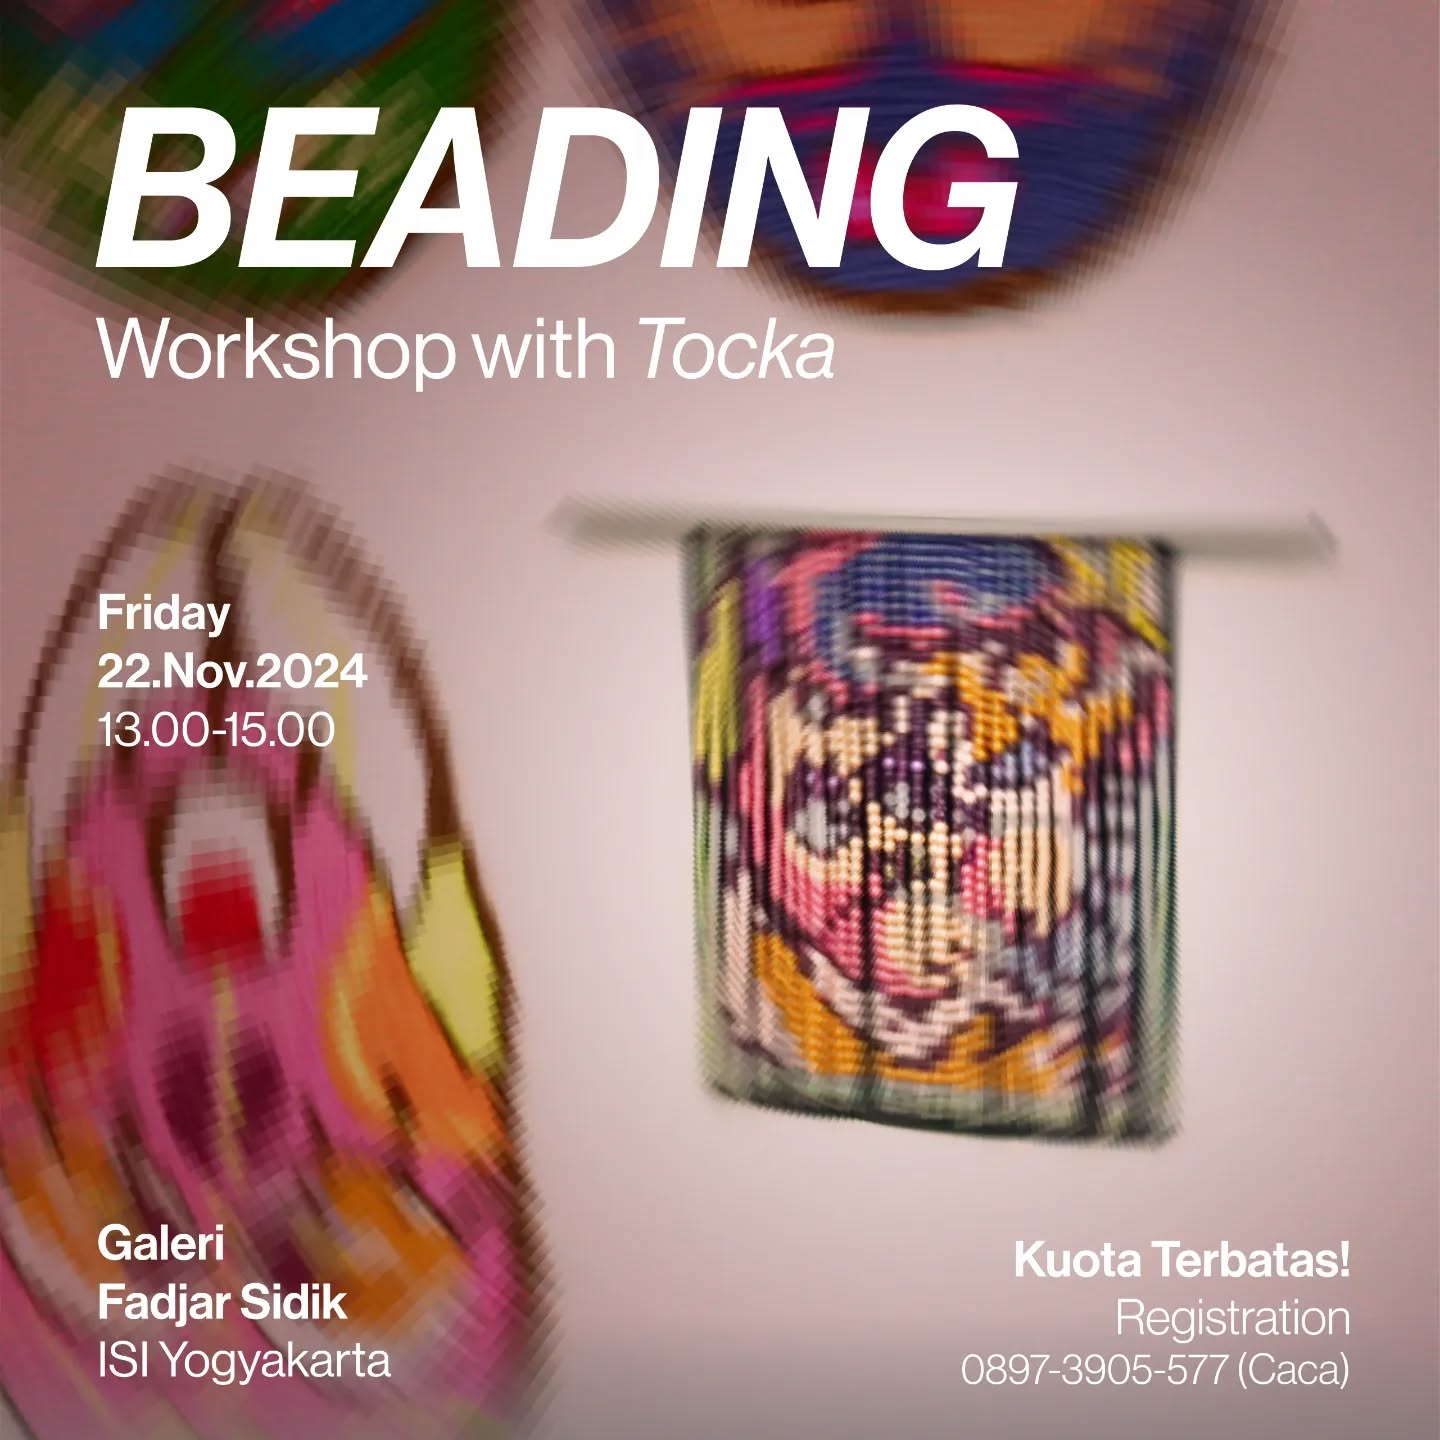 BEADING
Workshop with Tocka
Friday
22.Nov.2024
13.00-15.00
Galeri
Fadjar Sidik
ISI Yogyakarta
Kuota Terbatas!
Registration
0897-3905-577 (Caca)